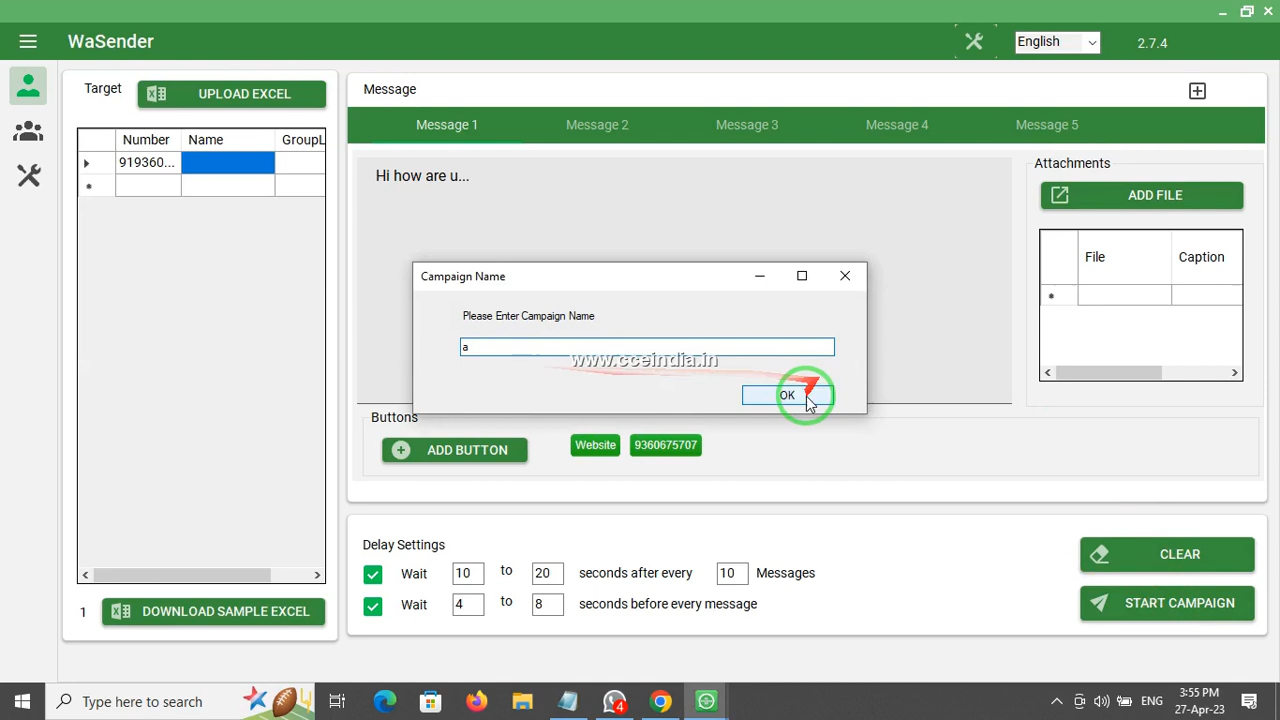 WaSender
English
2.7.4
Target
UPLOAD EXCEL
Number Name GroupL
919360...
1
DOWNLOAD SAMPLE EXCEL
Message
Message 1 Message 2 Message 3 Message 4 Message 5
Hi how are u...
Attachments
ADD FILE
File Caption
Campaign Name
Please Enter Campaign Name
a
www.cceindia.in
OK
Buttons
ADD BUTTON
Website
9360675707
Delay Settings
Wait 10 to 20 seconds after every 10 Messages
Wait 4 to 8 seconds before every message
CLEAR
START CAMPAIGN
Type here to search
4
ENG
3:55 PM
27-Apr-23